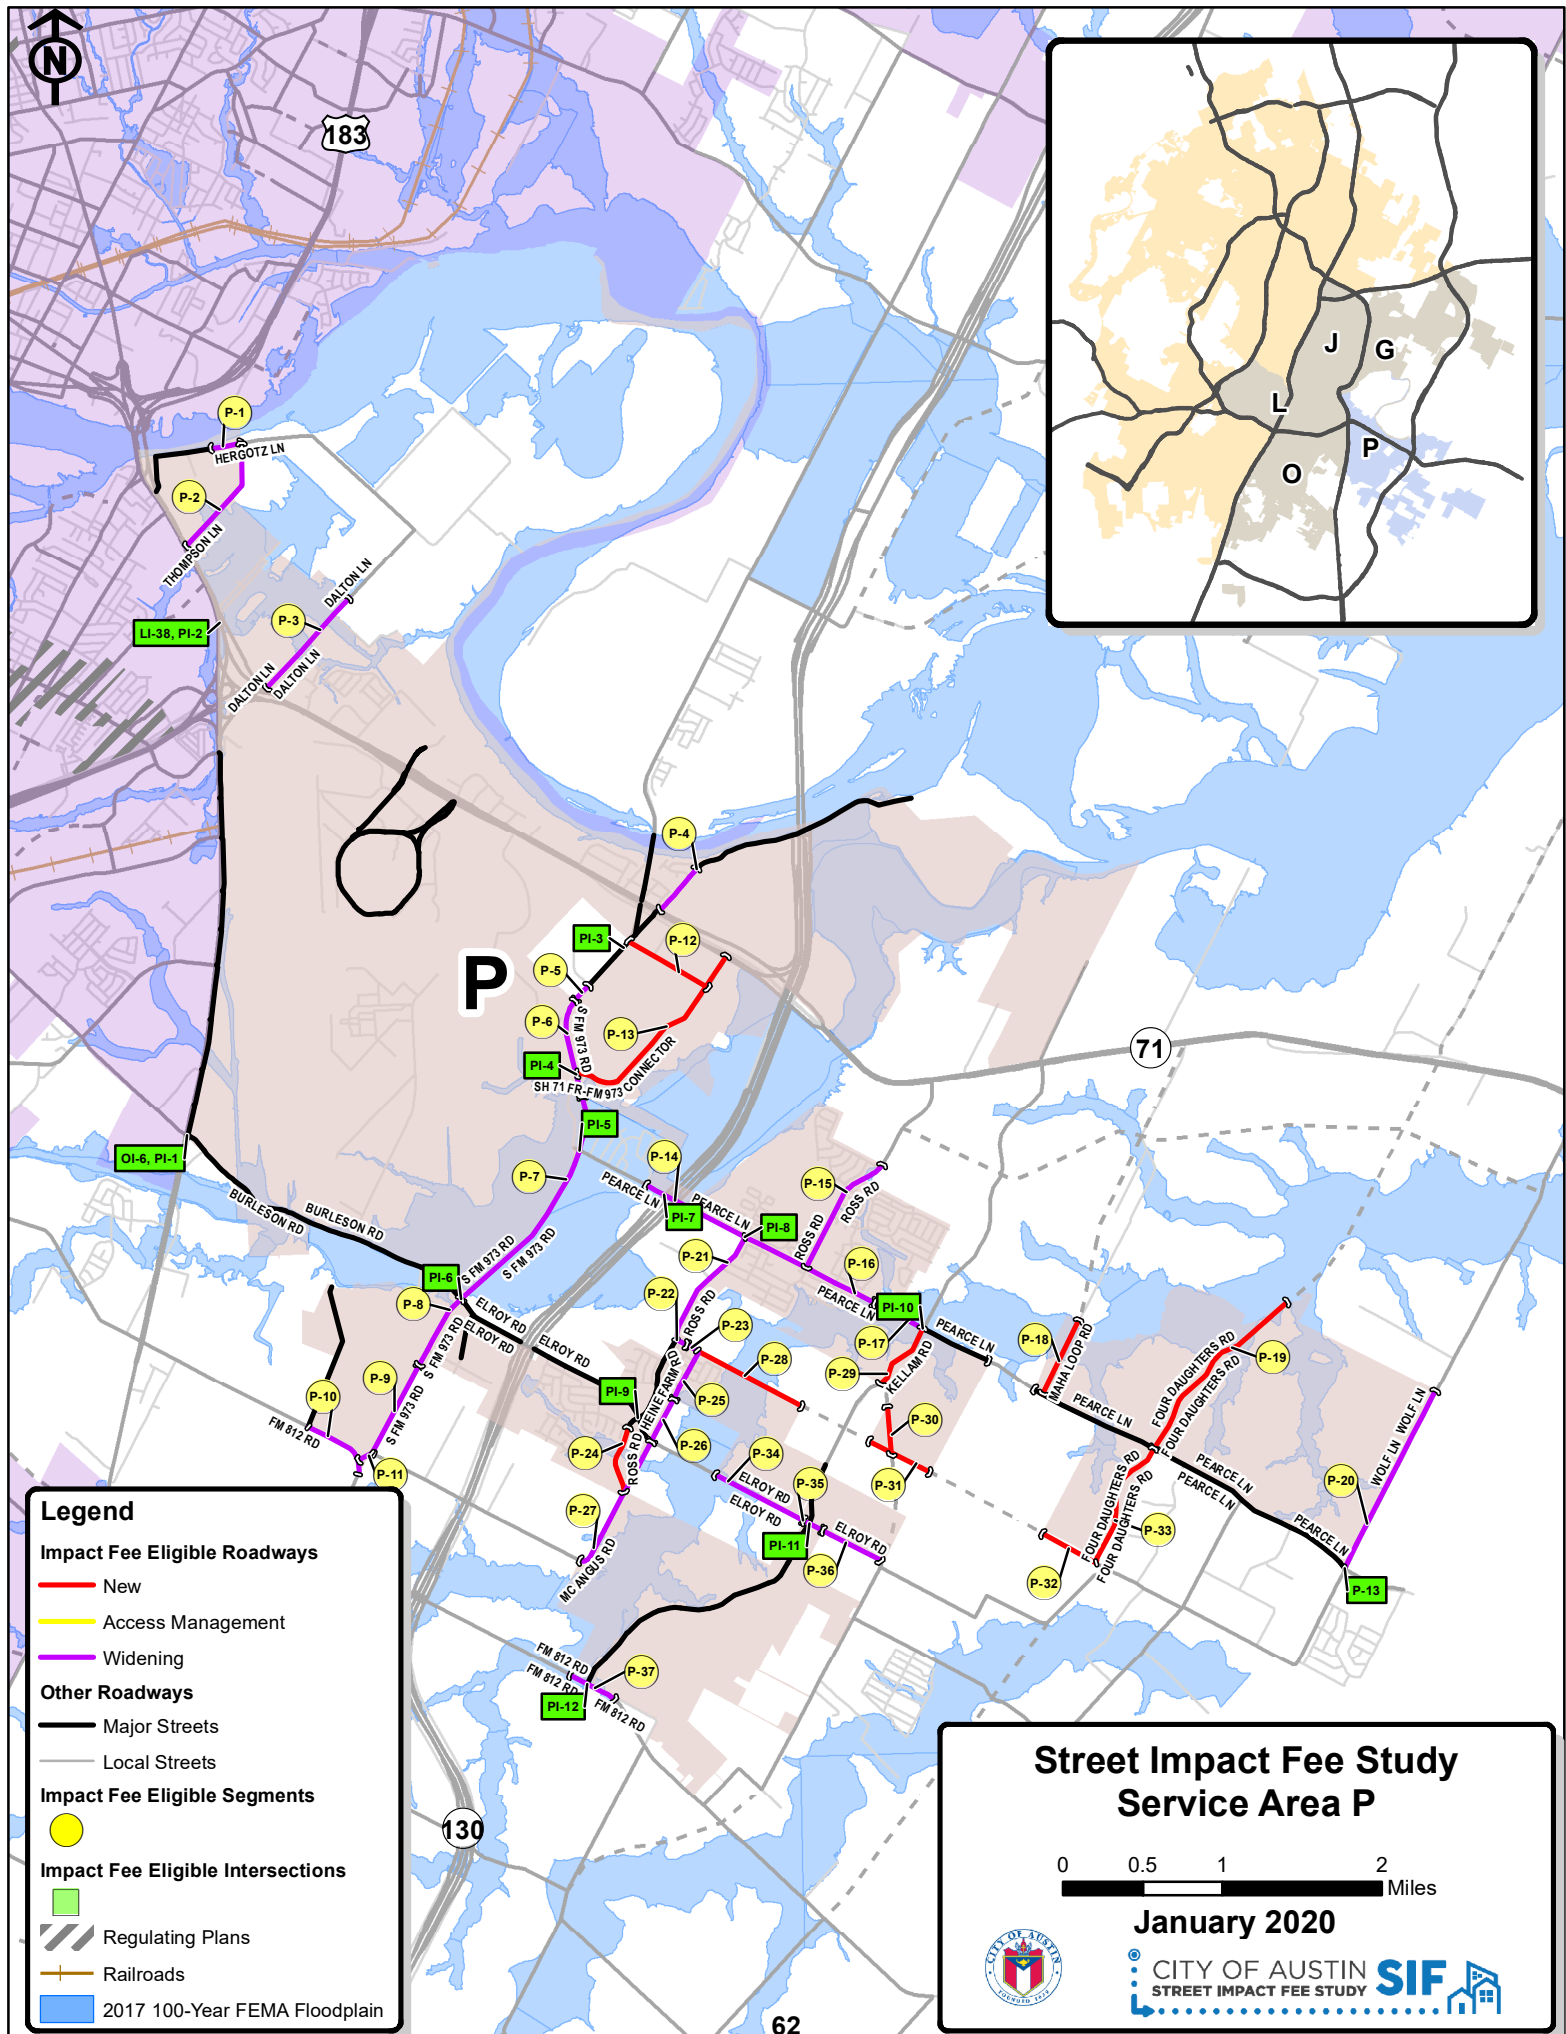 N
183
P-1
HERGOTZ LN
P-2
THOMPSON LN
DALTON LN
P-3
LI-38, PI-2
DALTON LN
DALTON LN
J
G
L
P
O
P-4
PI-3
P-12
P
P-5
P-6
S FM 973 RD
P-13
PI-4
SH 71 FR-FM 973 CONNECTOR
71
PI-5
OI-6, PI-1
P-7
P-14
PEARCE LN
PEARCE LN
PI-7
PI-8
P-15
ROSS RD
ROSS RD
BURLESON RD
BURLESON RD
S FM 973 RD
S FM 973 RD
P-21
P-16
PEARCE LN
PI-6
P-8
ELROY RD
ELROY RD
ELROY RD
P-22
ROSS RD
P-23
P-28
PI-10
P-17
PEARCE LN
KELLAM RD
P-29
P-18
MAHA LOOP RD
FOUR DAUGHTERS RD
FOUR DAUGHTERS RD
P-19
S FM 973 RD
P-9
P-10
S FM 973 RD
FM 812 RD
P-11
PI-9
HEINE FARM RD
P-25
P-24
ROSS RD
P-26
P-30
P-31
PEARCE LN
PEARCE LN
PEARCE LN
PEARCE LN
WOLF LN
WOLF LN
P-20
P-13
P-34
P-35
ELROY RD
ELROY RD
ELROY RD
PI-11
P-36
P-27
MC ANGUS RD
FOUR DAUGHTERS RD
FOUR DAUGHTERS RD
P-33
P-32
FM 812 RD
FM 812 RD
FM 812 RD
P-37
PI-12
130
Legend
Impact Fee Eligible Roadways
New
Access Management
Widening
Other Roadways
Major Streets
Local Streets
Impact Fee Eligible Segments
Impact Fee Eligible Intersections
Regulating Plans
Railroads
2017 100-Year FEMA Floodplain
Street Impact Fee Study
Service Area P
0 0.5 1 2
Miles
January 2020
CITY OF AUSTIN
FOUNDED 1839
CITY OF AUSTIN
STREET IMPACT FEE STUDY
SIF
62